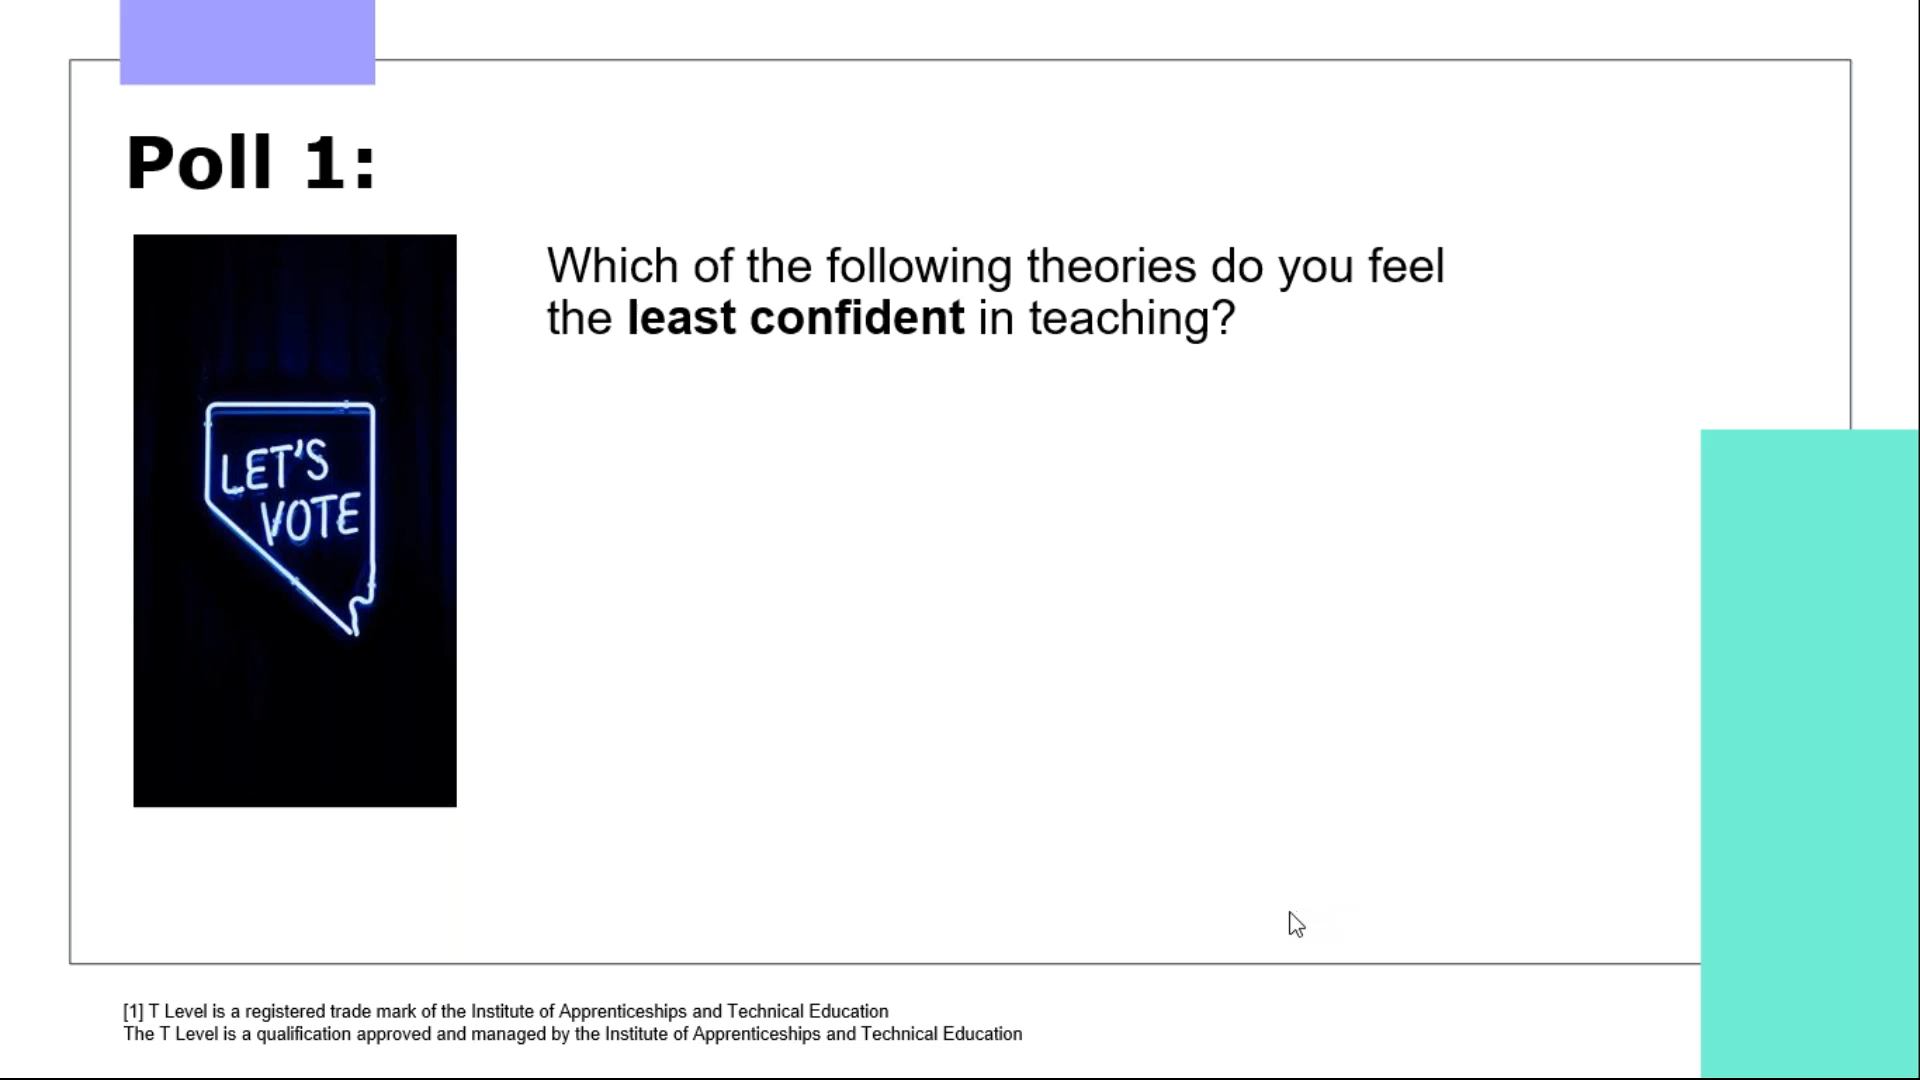 Poll 1:
Which of the following theories do you feel
the least confident in teaching?
LET'S
VOTE
[1] T Level is a registered trade mark of the Institute of Apprenticeships and Technical Education
The T Level is a qualification approved and managed by the Institute of Apprenticeships and Technical Education